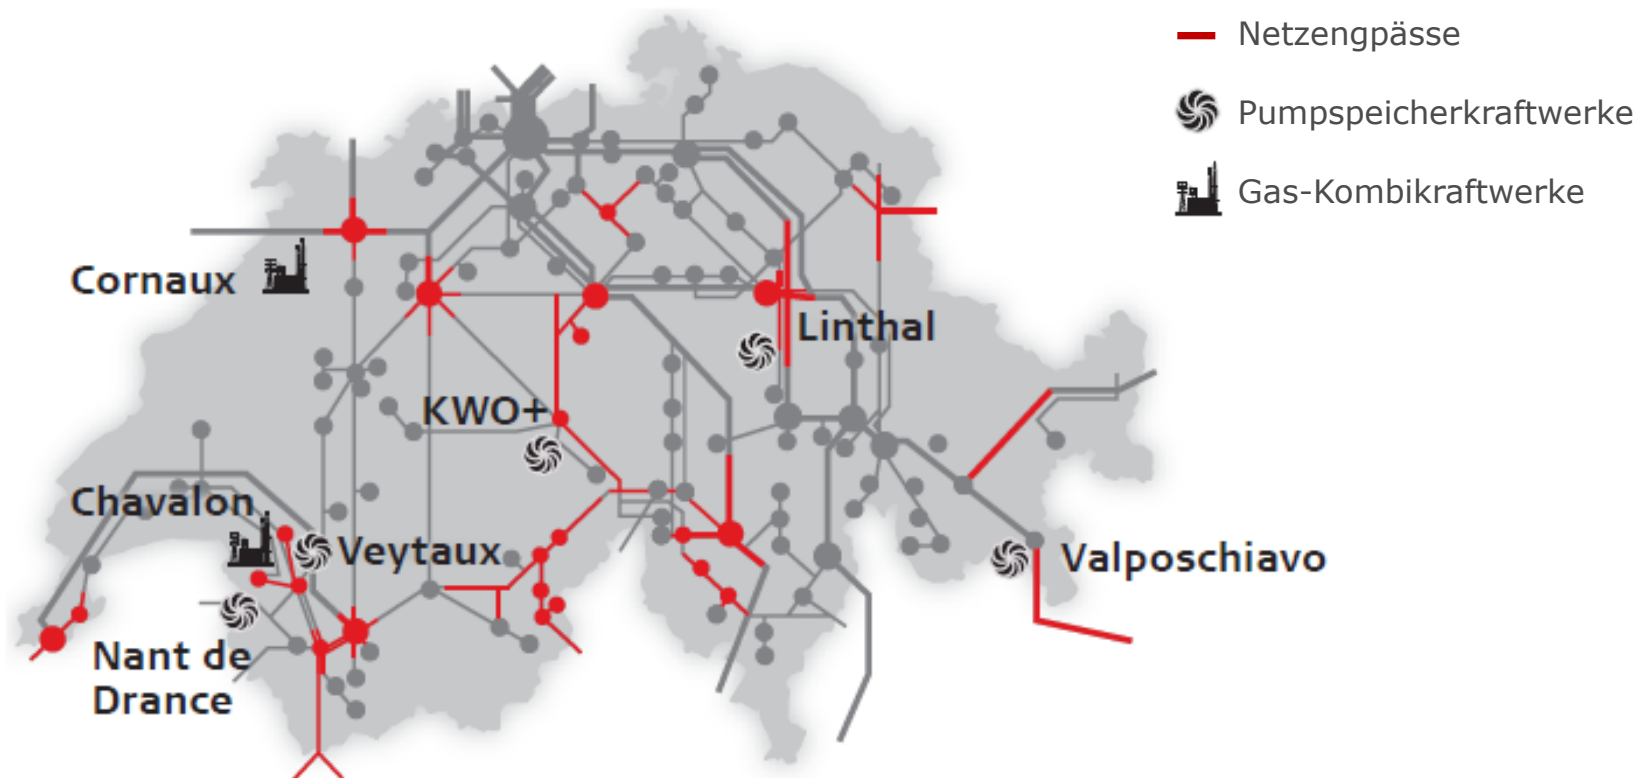 Netzengpässe
Pumpspeicherkraftwerke
Gas-Kombikraftwerke
Cornaux
Linthal
KWO+
Chavalon
Veytaux
Valposchiavo
Nant de
Drance